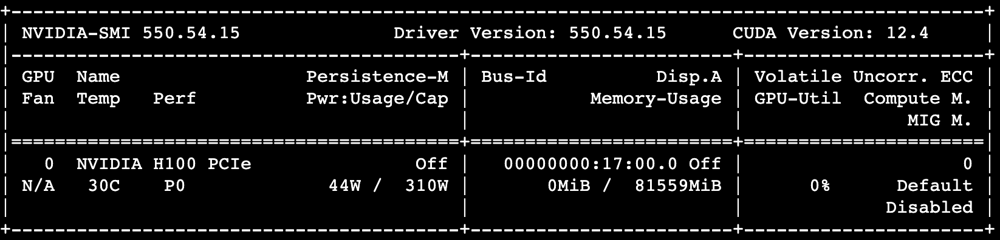 +-----------------------------------------------------------------------------------------+
| NVIDIA-SMI 550.54.15              Driver Version: 550.54.15      CUDA Version: 12.4     |
|-----------------------------------------+------------------------+----------------------+
| GPU  Name                 Persistence-M | Bus-Id          Disp.A | Volatile Uncorr. ECC |
| Fan  Temp   Perf          Pwr:Usage/Cap |           Memory-Usage | GPU-Util  Compute M. |
|                                         |                        |               MIG M. |
|=========================================+========================+======================|
|   0  NVIDIA H100 PCIe               Off |   00000000:17:00.0 Off |                    0 |
| N/A   30C    P0             44W /  310W |       0MiB /  81559MiB |      0%      Default |
|                                         |                        |             Disabled |
+-----------------------------------------+------------------------+----------------------+